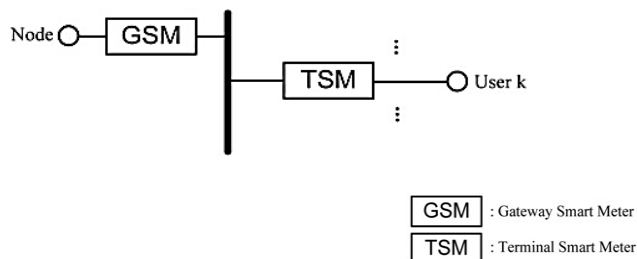 Node
GSM
TSM
User k
GSM : Gateway Smart Meter
TSM : Terminal Smart Meter